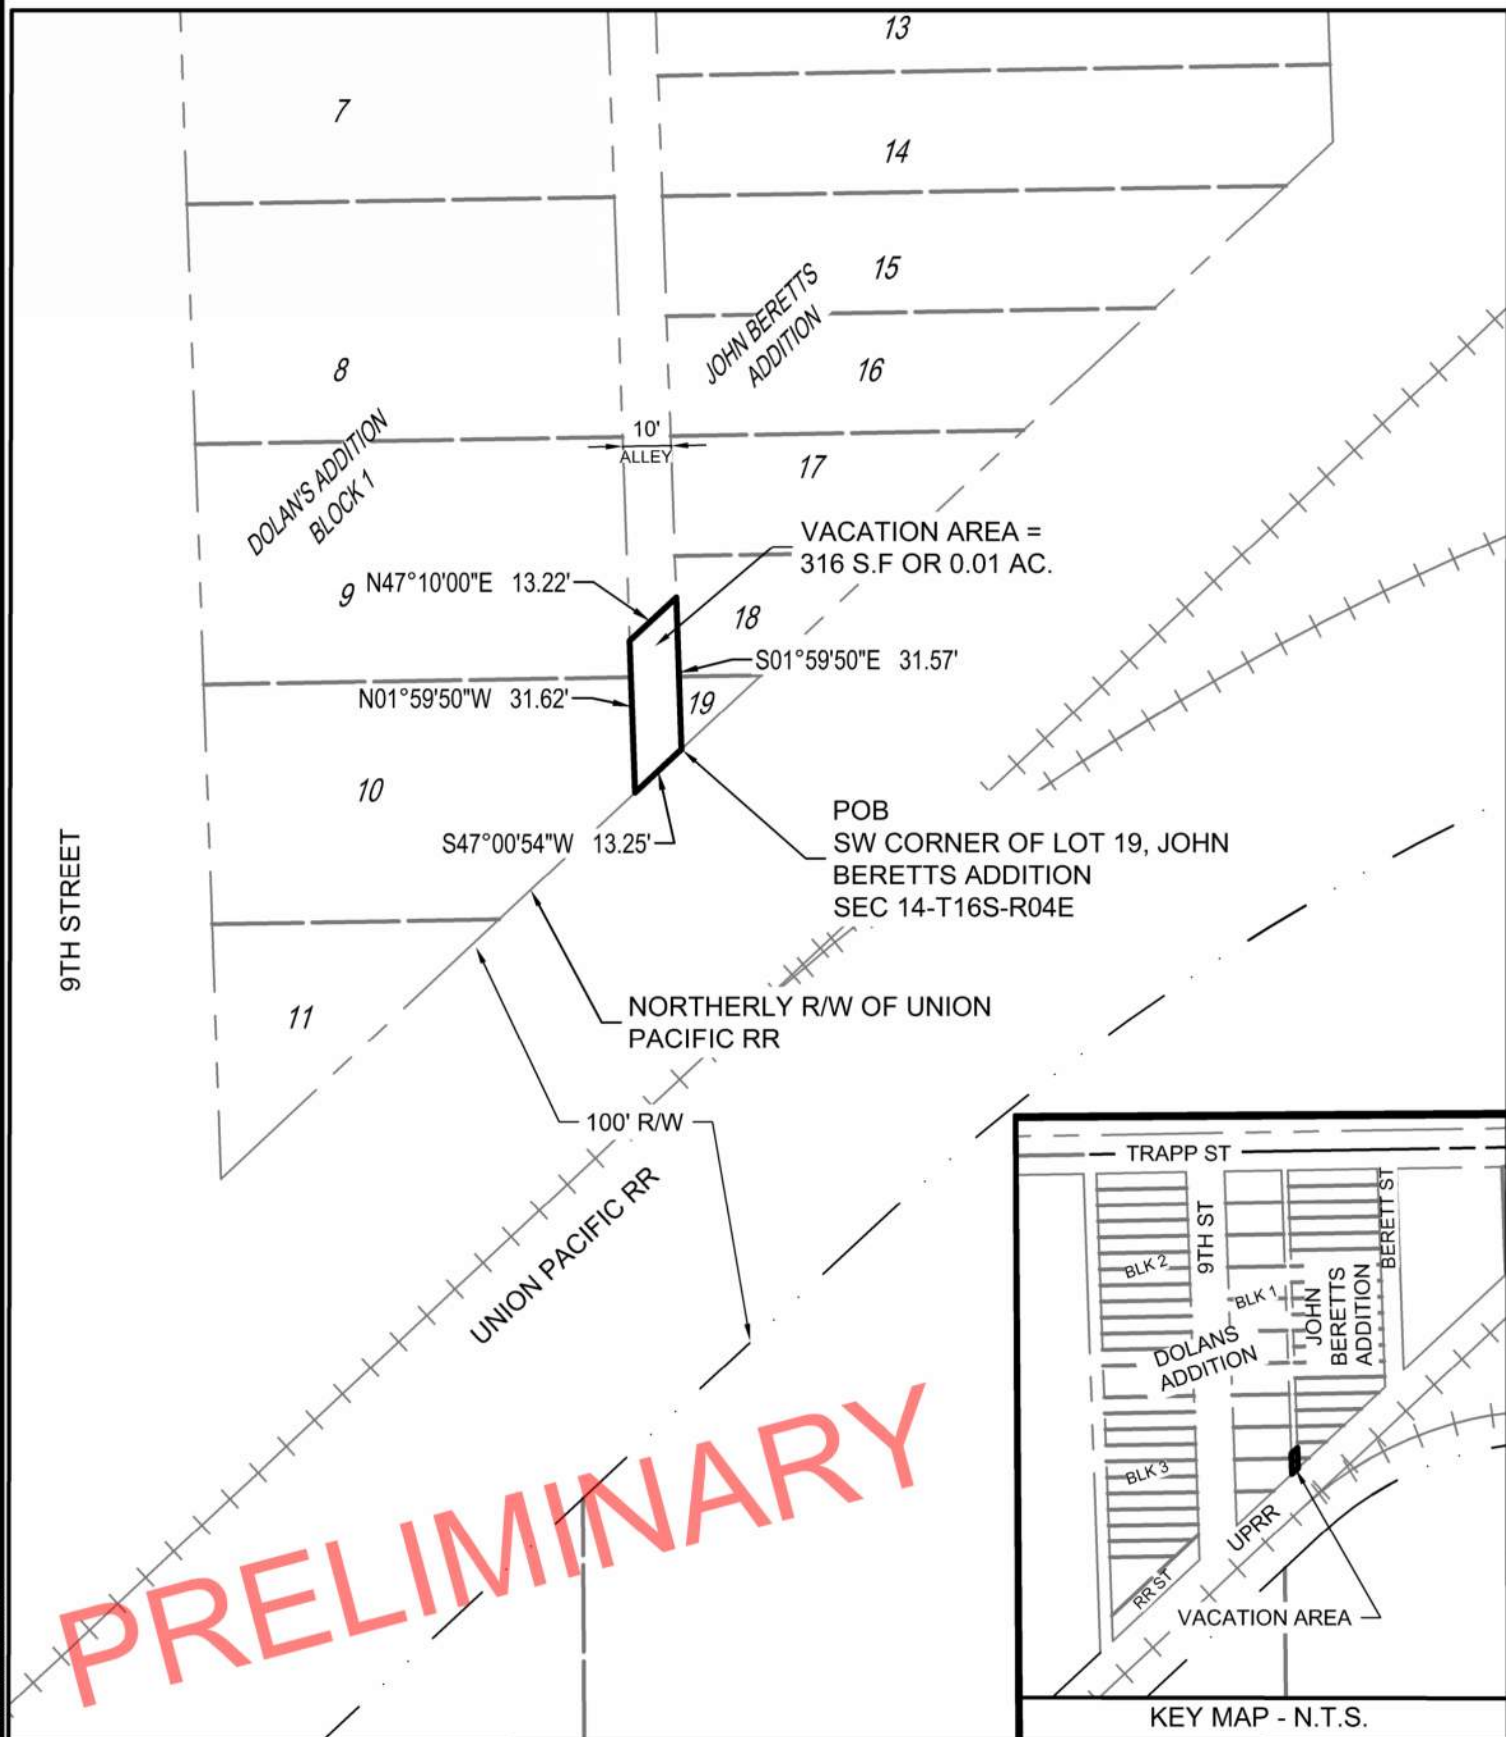 13
7
14
15
JOHN BERETTS
ADDITION
8
16
DOLAN'S ADDITION
BLOCK 1
10'
ALLEY
17
VACATION AREA =
316 S.F OR 0.01 AC.
9
N47°10'00"E 13.22'
18
S01°59'50"E 31.57'
N01°59'50"W 31.62'
19
10
POB
SW CORNER OF LOT 19, JOHN
BERETTS ADDITION
SEC 14-T16S-R04E
S47°00'54"W 13.25'
9TH STREET
11
NORTHERLY R/W OF UNION
PACIFIC RR
100' R/W
UNION PACIFIC RR
PRELIMINARY
TRAPP ST
9TH ST
BERETT ST
BLK 2
BLK 1
JOHN
BERETTS
ADDITION
DOLANS
ADDITION
BLK 3
UPRR
RR ST
VACATION AREA
KEY MAP - N.T.S.